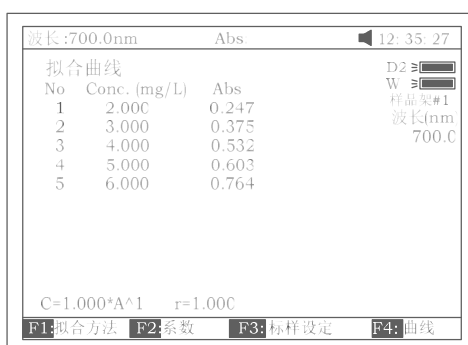 波长:700.0nm Abs 12:35:27
拟合曲线
D2
No Conc. (mg/L) Abs
W
1 2.000 0.247
样品架#1
2 3.000 0.375
波长(nm
3 4.000 0.532
700.0
4 5.000 0.603
5 6.000 0.764
C=1.000*A^1 r=1.000
F1:拟合方法 F2:系数 F3:标样设定 F4:曲线